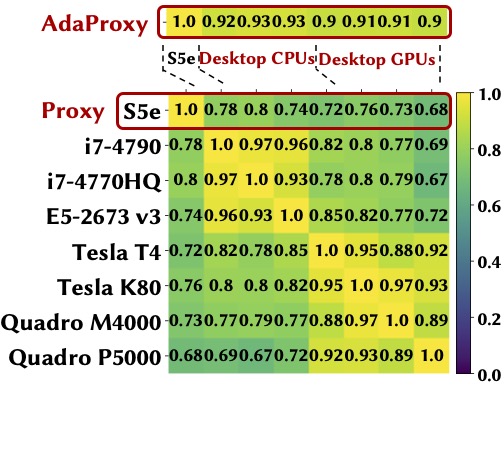 AdaProxy 1.0 0.92 0.93 0.93 0.9 0.91 0.91 0.9
S5e Desktop CPUs Desktop GPUs
Proxy S5e 1.0 0.78 0.8 0.74 0.72 0.76 0.73 0.68 1.0
i7-4790 0.78 1.0 0.97 0.96 0.82 0.8 0.77 0.69 0.8
i7-4770HQ 0.8 0.97 1.0 0.93 0.78 0.8 0.79 0.67
E5-2673 v3 0.74 0.96 0.93 1.0 0.85 0.82 0.77 0.72 0.6
Tesla T4 0.72 0.82 0.78 0.85 1.0 0.95 0.88 0.92 0.4
Tesla K80 0.76 0.8 0.8 0.82 0.95 1.0 0.97 0.93
Quadro M4000 0.73 0.77 0.79 0.77 0.88 0.97 1.0 0.89 0.2
Quadro P5000 0.68 0.69 0.67 0.72 0.92 0.93 0.89 1.0 0.0